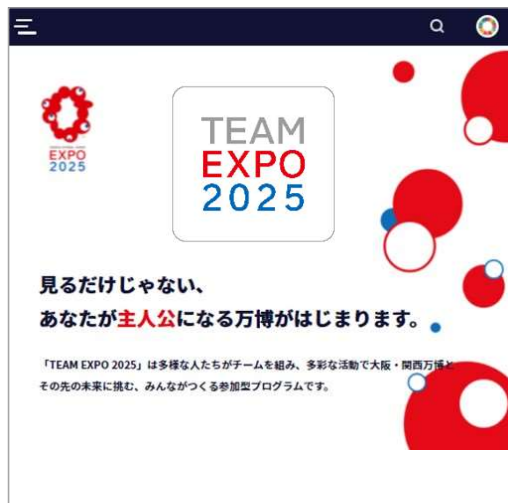 EXPO
2025
TEAM
EXPO
2025
見るだけじゃない、
あなたが主人公になる万博がはじまります。
「TEAM EXPO 2025」は多様な人たちがチームを組み、多彩な活動で大阪・関西万博と
その先の未来に挑む、みんながつくる参加型プログラムです。